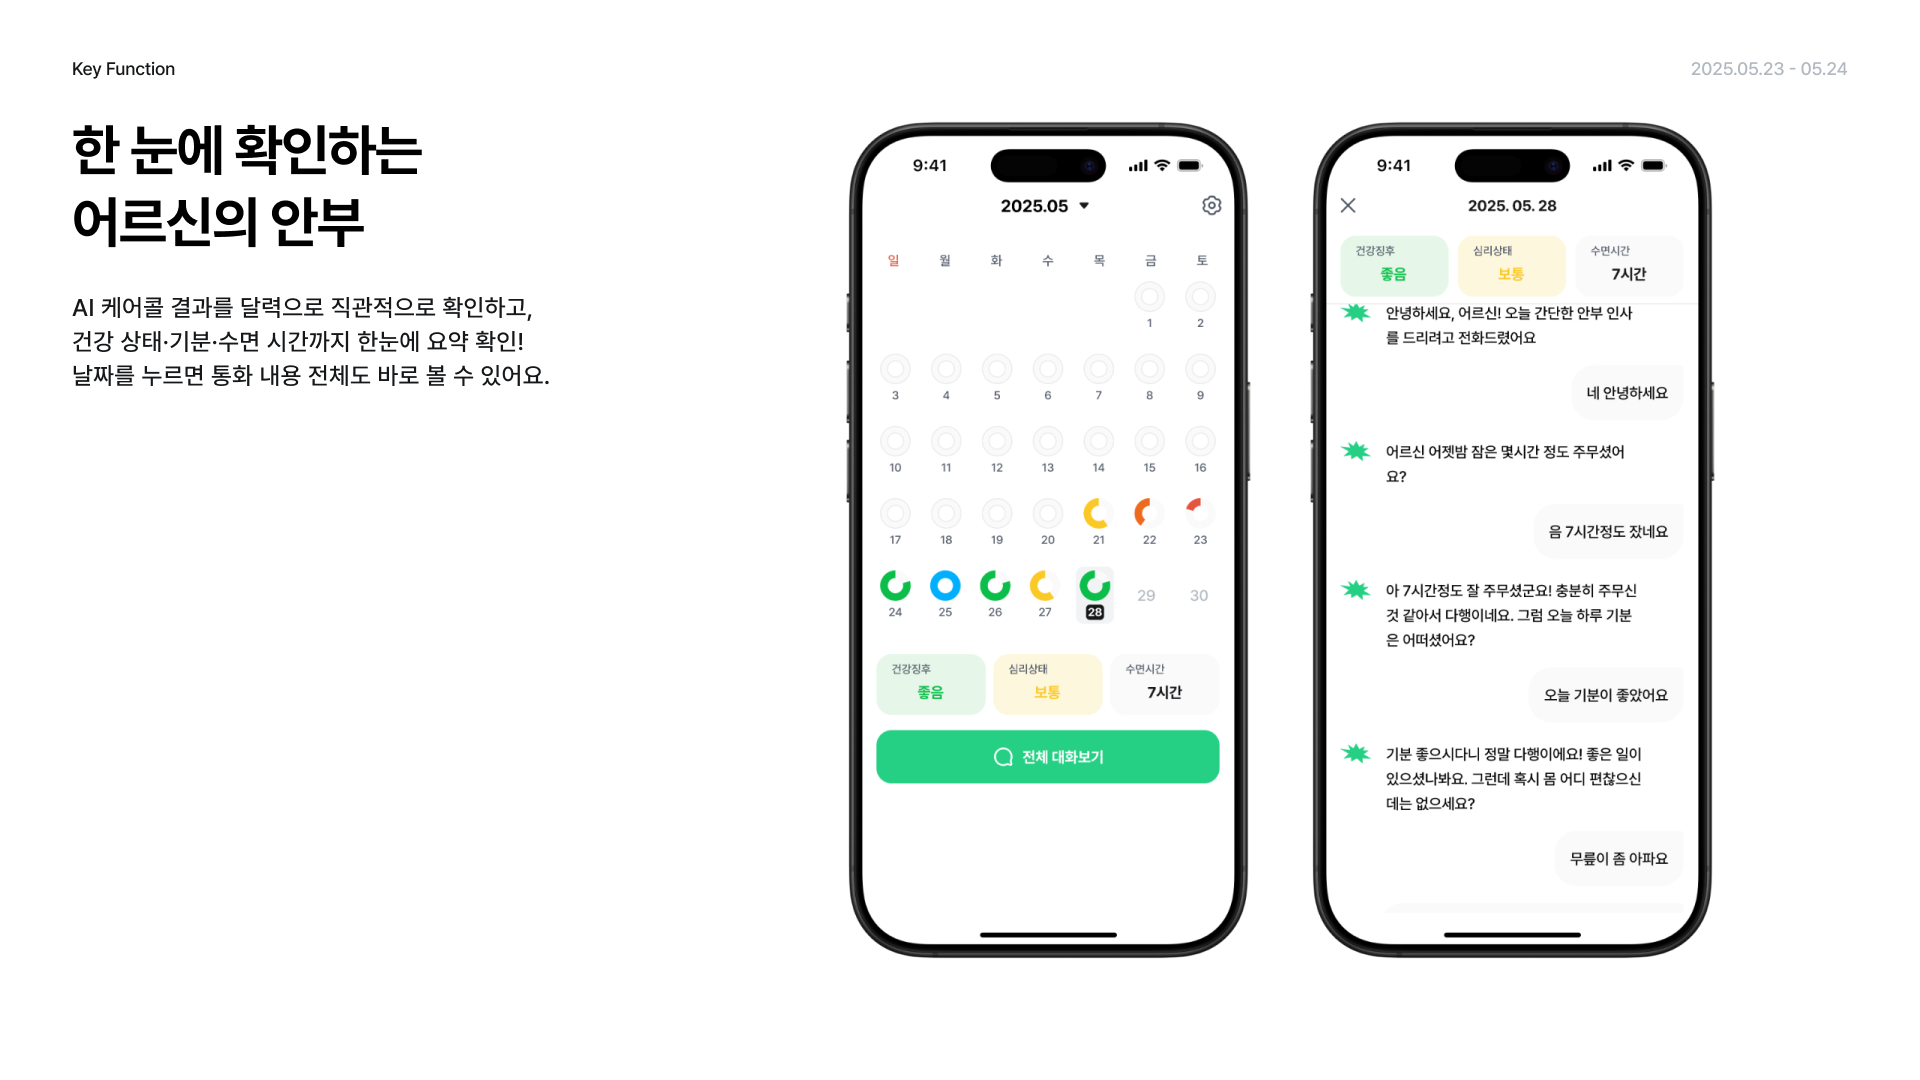 Key Function
2025.05.23 - 05.24
한 눈에 확인하는
어르신의 안부
AI 케어콜 결과를 달력으로 직관적으로 확인하고,
건강 상태·기분·수면 시간까지 한눈에 요약 확인!
날짜를 누르면 통화 내용 전체도 바로 볼 수 있어요.
9:41
2025.05
일 월 화 수 목 금 토
1 2
3 4 5 6 7 8 9
10 11 12 13 14 15 16
17 18 19 20 21 22 23
24 25 26 27 28 29 30
건강징후 심리상태 수면시간
좋음 보통 7시간
전체 대화보기
9:41
2025. 05. 28
건강징후 심리상태 수면시간
좋음 보통 7시간
안녕하세요, 어르신! 오늘 간단한 안부 인사
를 드리려고 전화드렸어요
네 안녕하세요
어르신 어젯밤 잠은 몇시간 정도 주무셨어
요?
음 7시간정도 잤네요
아 7시간정도 잘 주무셨군요! 충분히 주무신
것 같아서 다행이네요. 그럼 오늘 하루 기분
은 어떠셨어요?
오늘 기분이 좋았어요
기분 좋으시다니 정말 다행이에요! 좋은 일이
있으셨나봐요. 그런데 혹시 몸 어디 편찮으신
데는 없으세요?
무릎이 좀 아파요